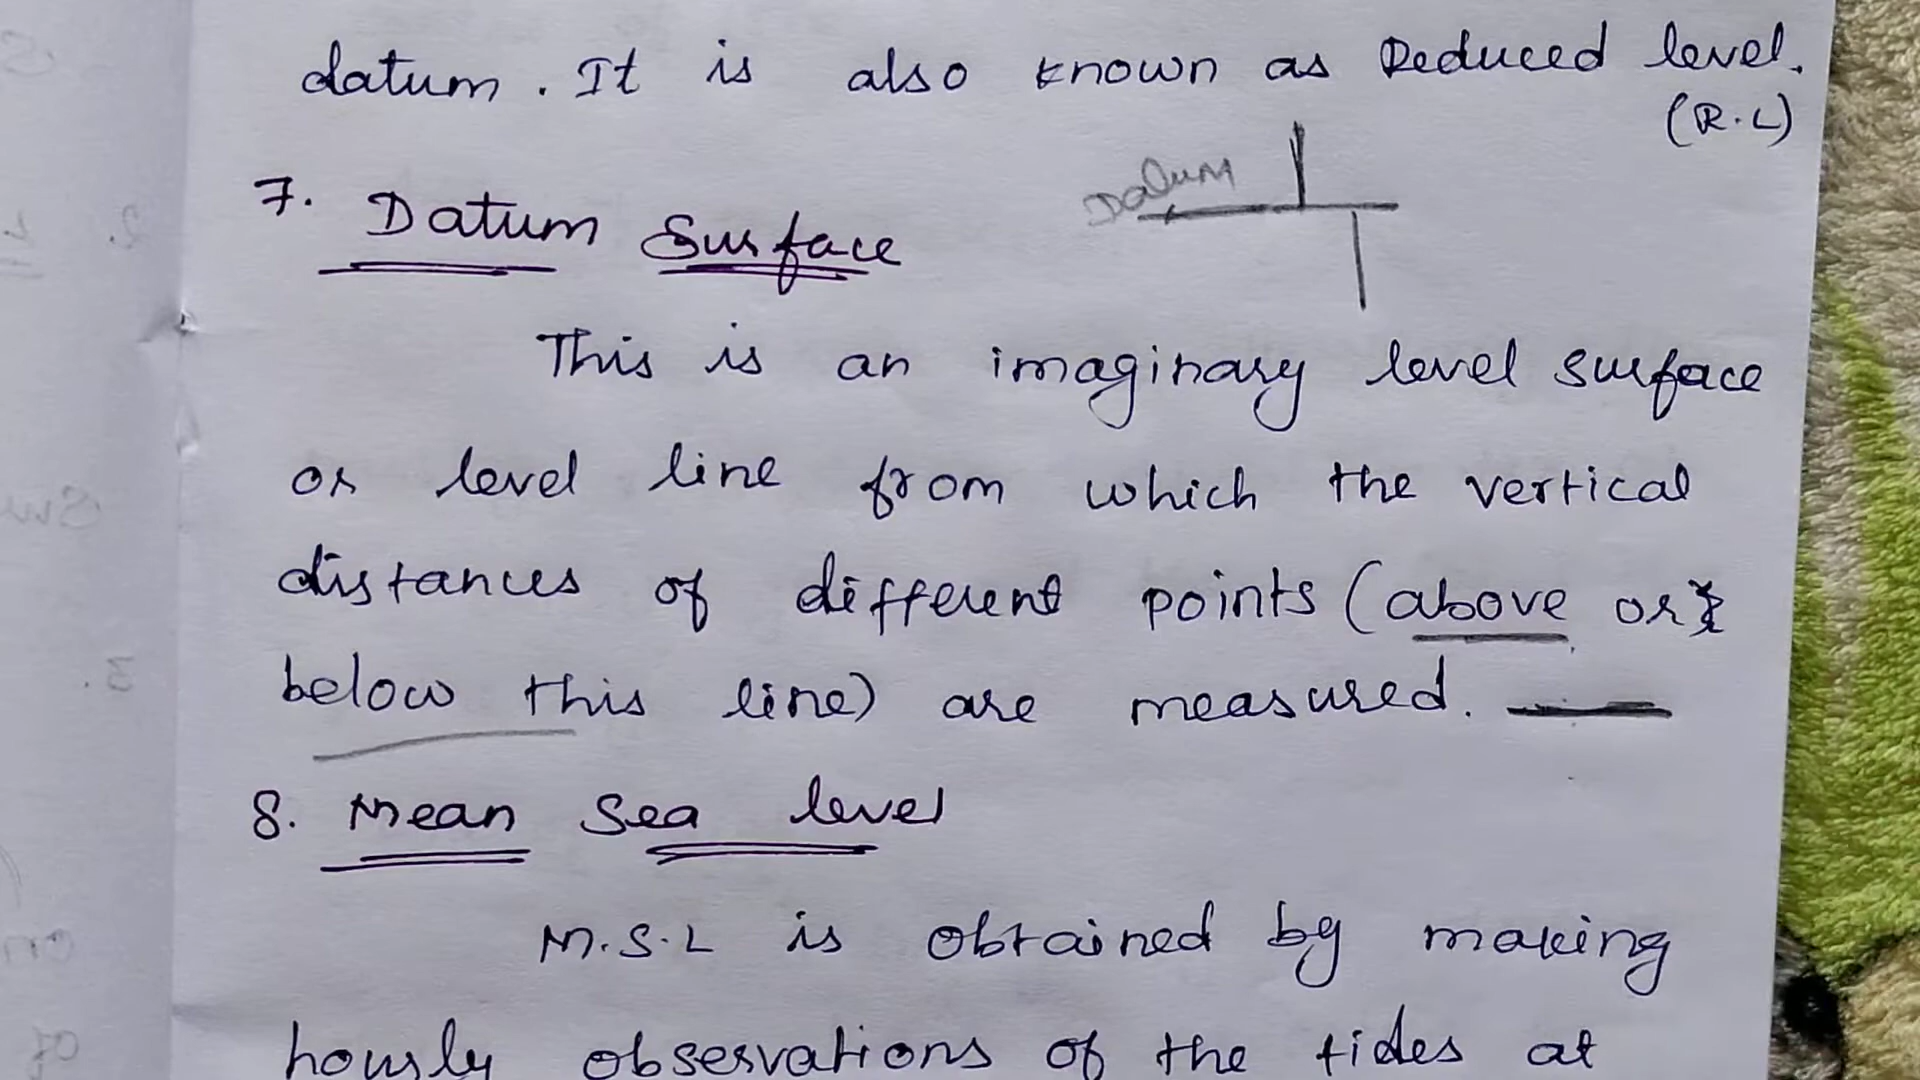 datum. It is also known as Reduced level.
(R.L)
Datum
7. Datum Surface
This is an imaginary level surface
or level line from which the vertical
distances of different points (above or
below this line) are measured.
8. Mean Sea level
M.S.L is obtained by making
hourly observations of the tides at